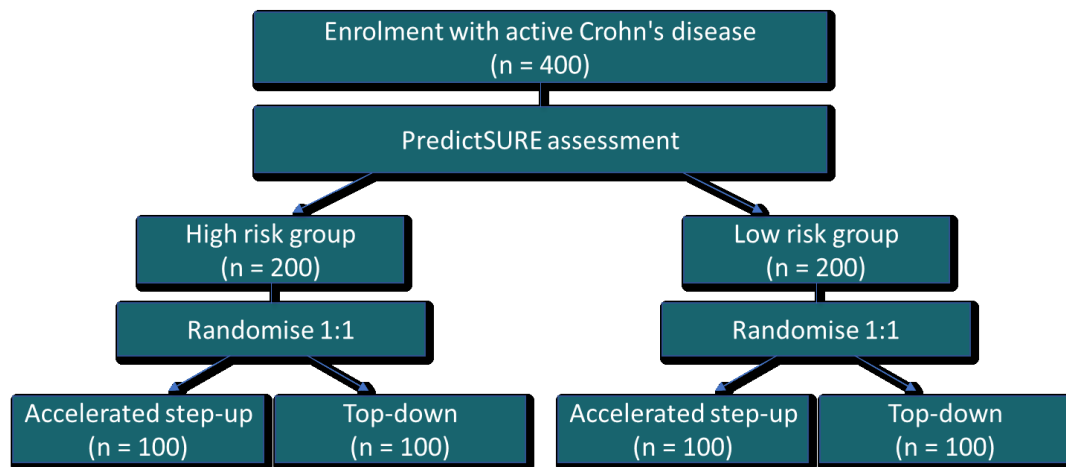 Enrolment with active Crohn's disease
(n = 400)
PredictSURE assessment
High risk group
(n = 200)
Low risk group
(n = 200)
Randomise 1:1
Randomise 1:1
Accelerated step-up
(n = 100)
Top-down
(n = 100)
Accelerated step-up
(n = 100)
Top-down
(n = 100)